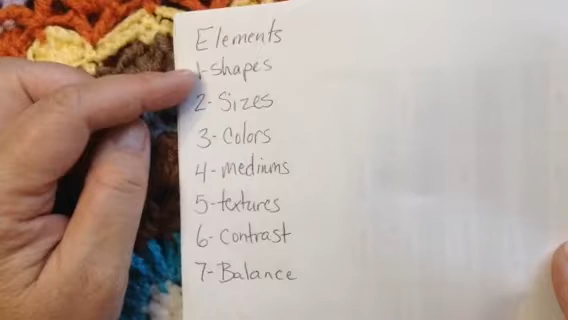 Elements
1-shapes
2-Sizes
3-Colors
4-mediums
5-textures
6-Contrast
7-Balance